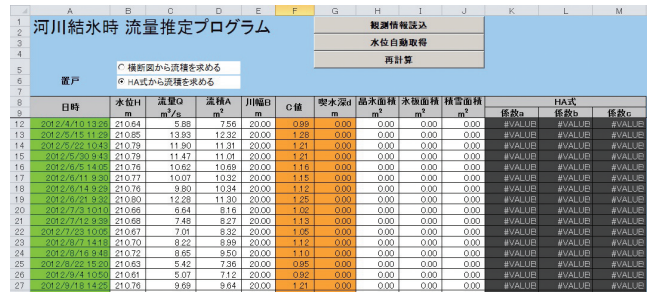 A B C D E F G H I J K L M
1 河川結氷時 流量推定プログラム 観測情報読込
2
3 水位自動取得
4 再計算
5 横断図から流積を求める
6 置戸 HA式から流積を求める
7
8 日時 水位H 流量Q 流積A 川幅B C値 喫水深d 晶氷面積 氷板面積 積雪面積 HA式
9 m m³/s m² m m m² m² m² 係数a 係数b 係数c
12 2012/4/10 13:26 210.64 5.88 7.56 20.00 0.99 0.00 0.00 0.00 0.00 #VALUE #VALUE #VALUE
13 2012/5/15 11:29 210.85 13.93 12.32 20.00 1.28 0.00 0.00 0.00 0.00 #VALUE #VALUE #VALUE
14 2012/5/22 10:43 210.79 11.90 11.31 20.00 1.21 0.00 0.00 0.00 0.00 #VALUE #VALUE #VALUE
15 2012/5/30 9:43 210.79 11.47 11.01 20.00 1.21 0.00 0.00 0.00 0.00 #VALUE #VALUE #VALUE
16 2012/6/5 14:05 210.76 10.62 10.69 20.00 1.16 0.00 0.00 0.00 0.00 #VALUE #VALUE #VALUE
17 2012/6/11 9:30 210.77 10.07 10.32 20.00 1.15 0.00 0.00 0.00 0.00 #VALUE #VALUE #VALUE
18 2012/6/14 9:29 210.76 9.80 10.34 20.00 1.12 0.00 0.00 0.00 0.00 #VALUE #VALUE #VALUE
19 2012/6/21 9:32 210.80 12.28 11.30 20.00 1.25 0.00 0.00 0.00 0.00 #VALUE #VALUE #VALUE
20 2012/7/3 10:10 210.66 6.64 8.16 20.00 1.02 0.00 0.00 0.00 0.00 #VALUE #VALUE #VALUE
21 2012/7/12 9:39 210.68 7.48 8.27 20.00 1.13 0.00 0.00 0.00 0.00 #VALUE #VALUE #VALUE
22 2012/7/23 10:05 210.67 7.01 8.32 20.00 1.05 0.00 0.00 0.00 0.00 #VALUE #VALUE #VALUE
23 2012/8/7 14:18 210.70 8.22 8.99 20.00 1.12 0.00 0.00 0.00 0.00 #VALUE #VALUE #VALUE
24 2012/8/16 9:48 210.72 8.65 9.50 20.00 1.10 0.00 0.00 0.00 0.00 #VALUE #VALUE #VALUE
25 2012/8/22 15:20 210.63 5.42 7.36 20.00 0.95 0.00 0.00 0.00 0.00 #VALUE #VALUE #VALUE
26 2012/9/4 10:50 210.61 5.07 7.12 20.00 0.92 0.00 0.00 0.00 0.00 #VALUE #VALUE #VALUE
27 2012/9/18 14:25 210.76 9.69 9.64 20.00 1.21 0.00 0.00 0.00 0.00 #VALUE #VALUE #VALUE